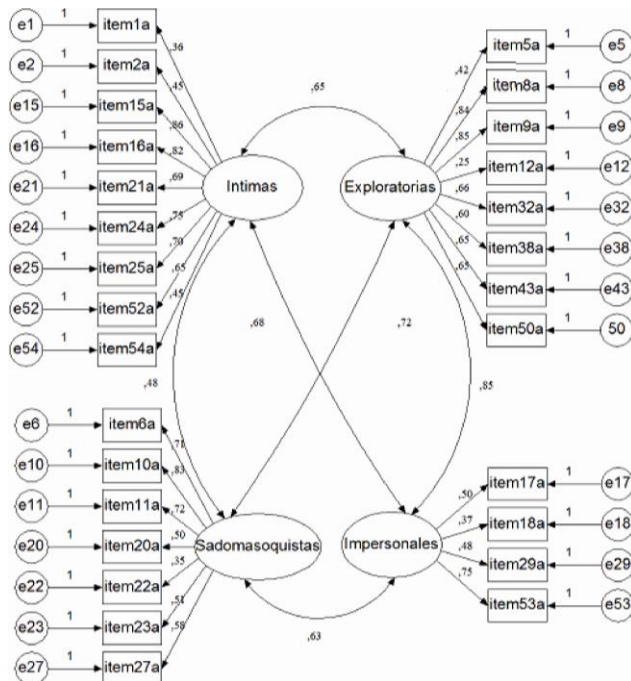 e1 1 item1a ,36
e2 1 item2a ,45
e15 1 item15a ,86
e16 1 item16a ,82
e21 1 item21a ,69
e24 1 item24a ,75
e25 1 item25a ,70
e52 1 item52a ,65
e54 1 item54a ,45
Intimas
,65
Exploratorias
,42 item5a 1 e5
,84 item8a 1 e8
,85 item9a 1 e9
,25 item12a 1 e12
,66 item32a 1 e32
,60 item38a 1 e38
,65 item43a 1 e43
,65 item50a 1 50
,68
,72
,48
,85
e6 1 item6a ,71
e10 1 item10a ,83
e11 1 item11a ,72
e20 1 item20a ,50
e22 1 item22a ,35
e23 1 item23a ,51
e27 1 item27a ,58
Sadomasoquistas
,63
Impersonales
,50 item17a 1 e17
,37 item18a 1 e18
,48 item29a 1 e29
,75 item53a 1 e53